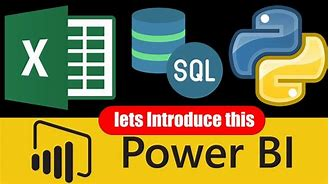 X
SQL
lets Introduce this
Power BI